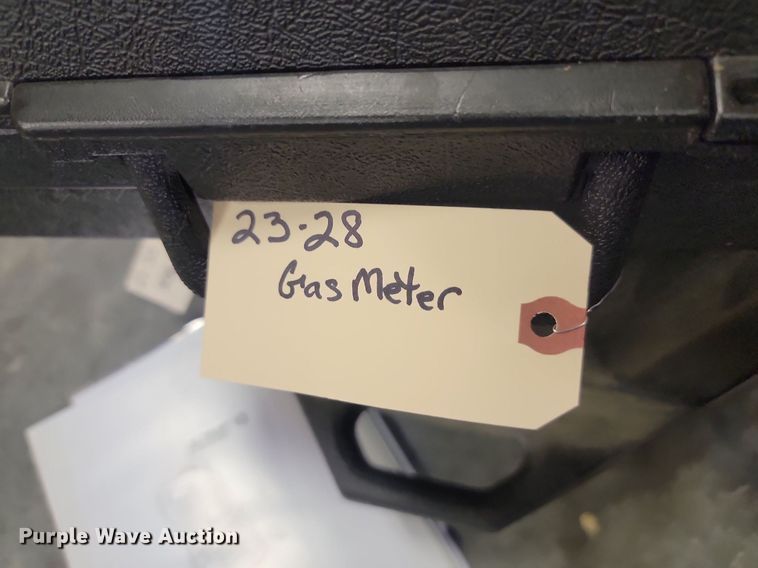 23-28
Gas Meter
Purple Wave Auction